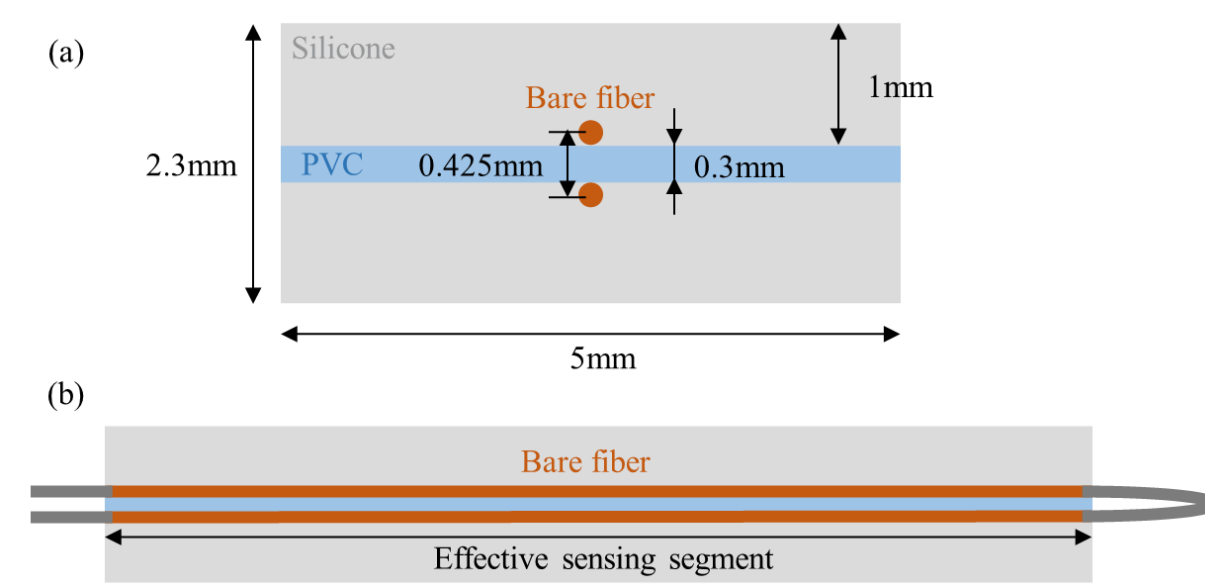 (a)
Silicone
Bare fiber
1mm
2.3mm
PVC
0.425mm
0.3mm
5mm
(b)
Bare fiber
Effective sensing segment